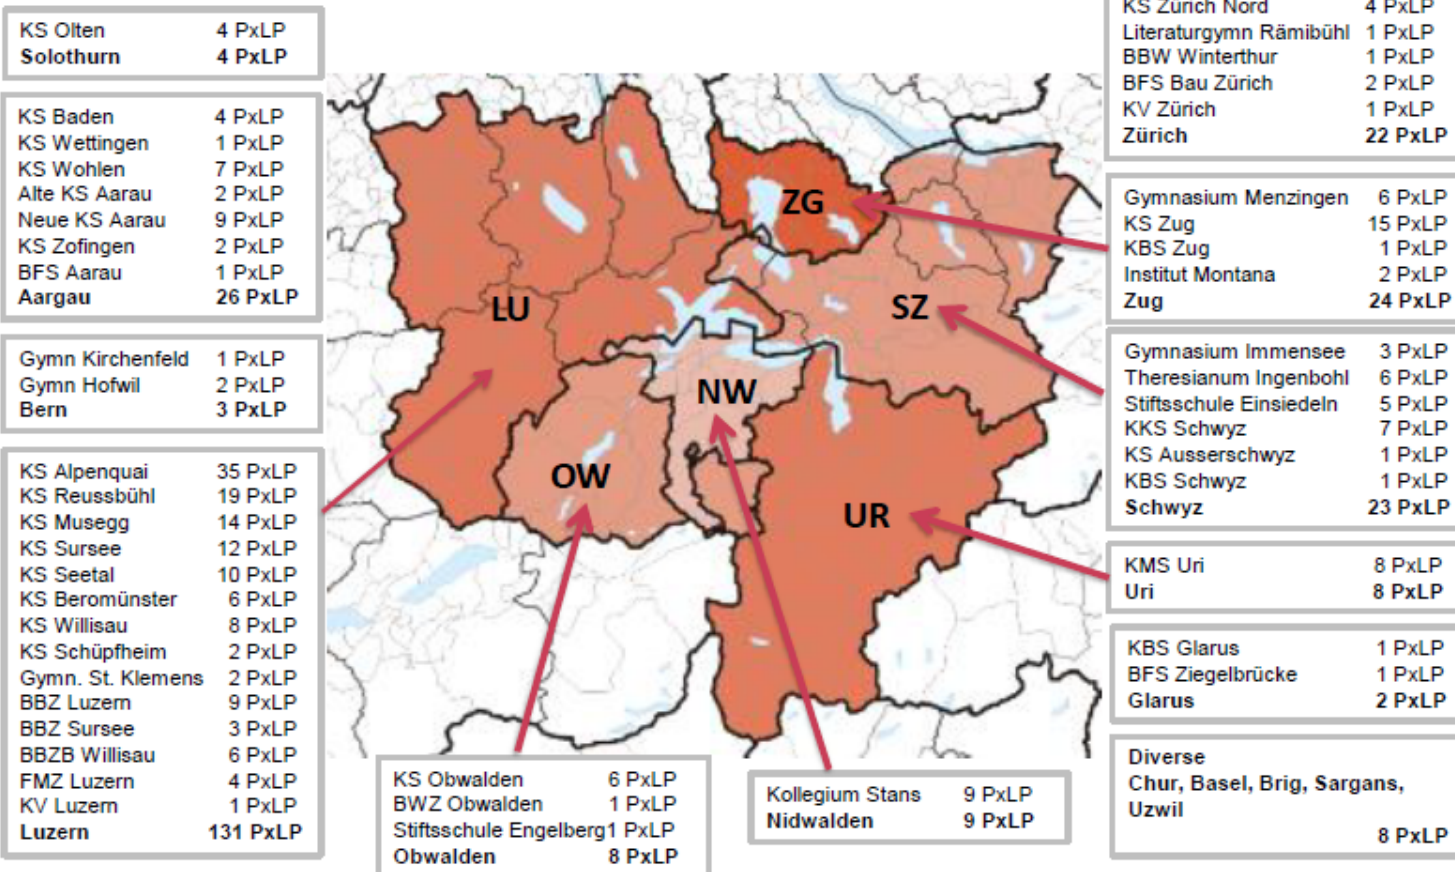 KS Olten 4 PxLP
Solothurn 4 PxLP
KS Baden 4 PxLP
KS Wettingen 1 PxLP
KS Wohlen 7 PxLP
Alte KS Aarau 2 PxLP
Neue KS Aarau 9 PxLP
KS Zofingen 2 PxLP
BFS Aarau 1 PxLP
Aargau 26 PxLP
Gymn Kirchenfeld 1 PxLP
Gymn Hofwil 2 PxLP
Bern 3 PxLP
KS Alpenquai 35 PxLP
KS Reussbühl 19 PxLP
KS Musegg 14 PxLP
KS Sursee 12 PxLP
KS Seetal 10 PxLP
KS Beromünster 6 PxLP
KS Willisau 8 PxLP
KS Schüpfheim 2 PxLP
Gymn. St. Klemens 2 PxLP
BBZ Luzern 9 PxLP
BBZ Sursee 3 PxLP
BBZB Willisau 6 PxLP
FMZ Luzern 4 PxLP
KV Luzern 1 PxLP
Luzern 131 PxLP
ZG
LU
SZ
NW
OW
UR
KS Obwalden 6 PxLP
BWZ Obwalden 1 PxLP
Stiftsschule Engelberg 1 PxLP
Obwalden 8 PxLP
Kollegium Stans 9 PxLP
Nidwalden 9 PxLP
KS Zürich Nord 4 PxLP
Literaturgymn Rämibühl 1 PxLP
BBW Winterthur 1 PxLP
BFS Bau Zürich 2 PxLP
KV Zürich 1 PxLP
Zürich 22 PxLP
Gymnasium Menzingen 6 PxLP
KS Zug 15 PxLP
KBS Zug 1 PxLP
Institut Montana 2 PxLP
Zug 24 PxLP
Gymnasium Immensee 3 PxLP
Theresianum Ingenbohl 6 PxLP
Stiftsschule Einsiedeln 5 PxLP
KKS Schwyz 7 PxLP
KS Ausserschwyz 1 PxLP
KBS Schwyz 1 PxLP
Schwyz 23 PxLP
KMS Uri 8 PxLP
Uri 8 PxLP
KBS Glarus 1 PxLP
BFS Ziegelbrücke 1 PxLP
Glarus 2 PxLP
Diverse
Chur, Basel, Brig, Sargans,
Uzwil
8 PxLP